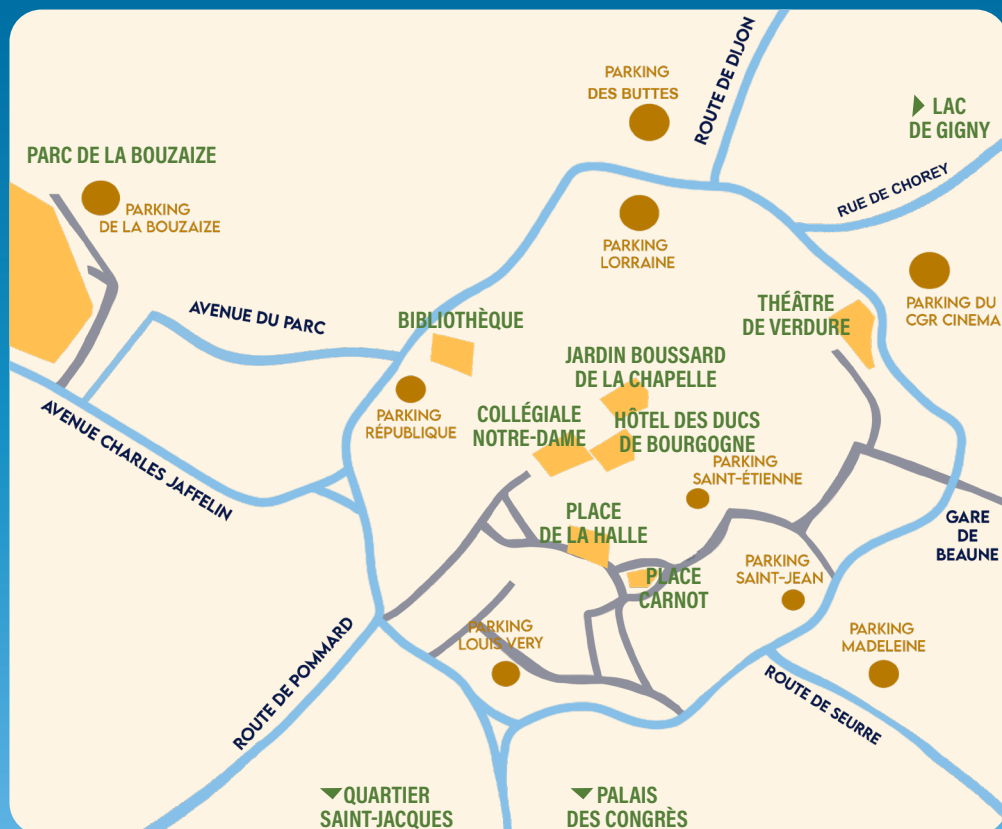 PARKING
DES BUTTES
ROUTE DE DIJON
LAC
DE GIGNY
PARC DE LA BOUZAIZE
PARKING
DE LA BOUZAIZE
RUE DE CHOREY
PARKING
LORRAINE
AVENUE DU PARC
BIBLIOTHÈQUE
THÉÂTRE
DE VERDURE
PARKING DU
CGR CINEMA
JARDIN BOUSSARD
DE LA CHAPELLE
PARKING
RÉPUBLIQUE
COLLÉGIALE
NOTRE-DAME
HÔTEL DES DUCS
DE BOURGOGNE
PARKING
SAINT-ÉTIENNE
AVENUE CHARLES JAFFELIN
PLACE
DE LA HALLE
GARE
DE
BEAUNE
PLACE
CARNOT
PARKING
SAINT-JEAN
PARKING
LOUIS VERY
PARKING
MADELEINE
ROUTE DE POMMARD
ROUTE DE SEURRE
QUARTIER
SAINT-JACQUES
PALAIS
DES CONGRÈS